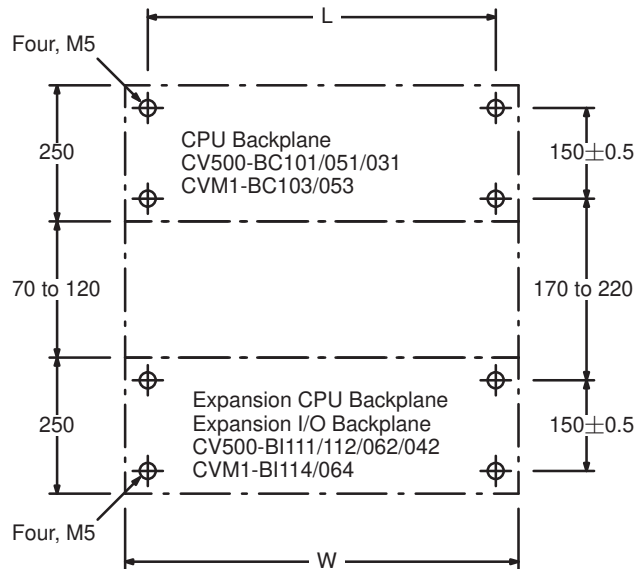 L
Four, M5
250
CPU Backplane
CV500-BC101/051/031
CVM1-BC103/053
150±0.5
70 to 120
170 to 220
250
Expansion CPU Backplane
Expansion I/O Backplane
CV500-BI111/112/062/042
CVM1-BI114/064
150±0.5
Four, M5
W